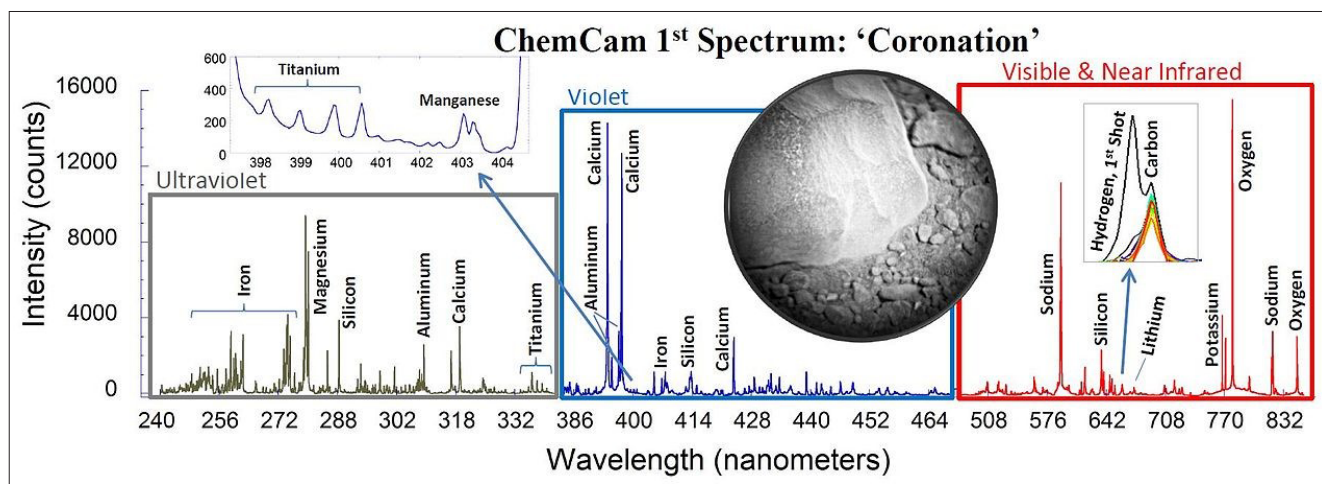 ChemCam 1st Spectrum: ‘Coronation’
Intensity (counts)
16000
12000
8000
4000
0
600
400
200
0
Titanium
Manganese
398 399 400 401 402 403 404
Ultraviolet
Iron
Magnesium
Silicon
Aluminum
Calcium
Titanium
240 256 272 288 302 318 332
Violet
Calcium
Calcium
Aluminum
Iron
Silicon
Calcium
386 400 414 428 440 452 464
Visible & Near Infrared
Sodium
Silicon
Hydrogen, 1st Shot
Carbon
Lithium
Potassium
Oxygen
Sodium
Oxygen
508 576 642 708 770 832
Wavelength (nanometers)